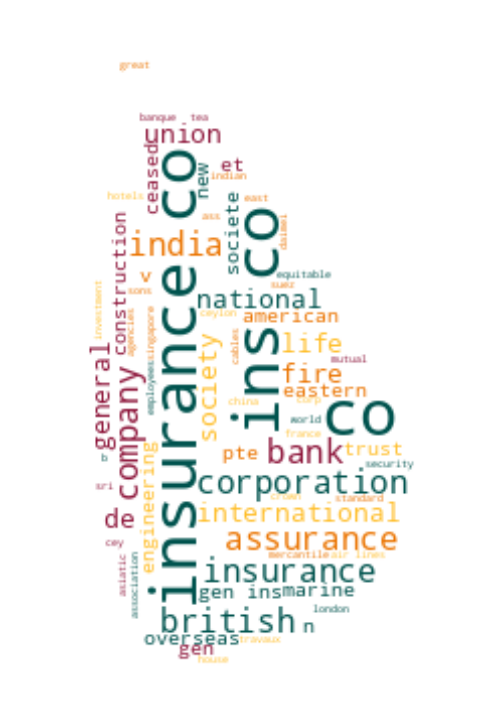 great
banque tea
union
ceased
insurance co
new
et
indian
hotels
societe
east
ass
ins co
daimei
india
construction
v
sons
equitable
suez
investment
agencies
singapore
employees
national
ceylon
american
cables
society
life
mutual
general
company
fire
eastern
china
corp
co
world
france
b
engineering
pte
bank
trust
security
sri
corporation
crown
standard
de
international
cey
assurance
mercantile
air lines
asiatic
association
insurance
gen ins
marine
london
british
n
overseas
travaux
gen
house